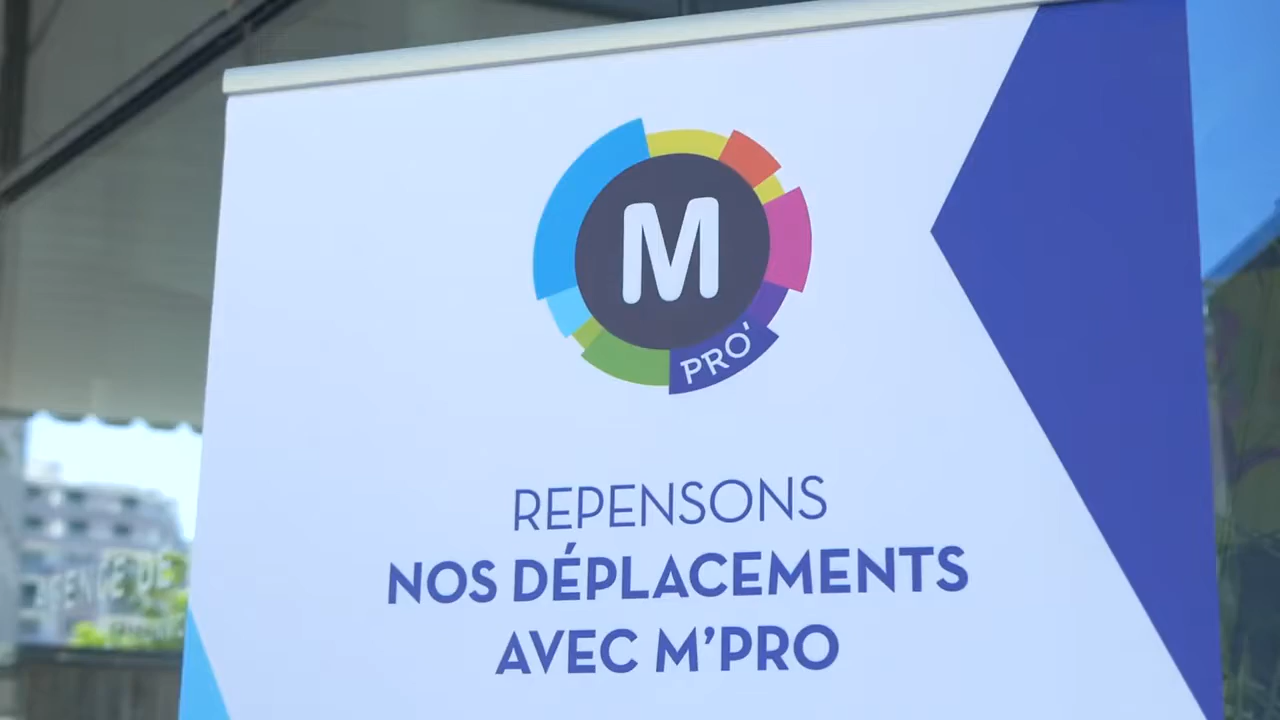 M
PRO'
REPENSONS
NOS DÉPLACEMENTS
AVEC M'PRO